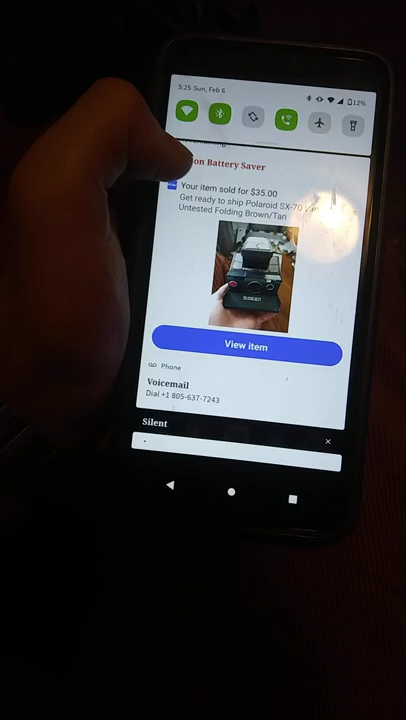 5:25 Sun, Feb 6
12%
on Battery Saver
Your item sold for $35.00
Get ready to ship Polaroid SX-70
Untested Folding Brown/Tan
View item
Phone
Voicemail
Dial +1 805-637-7243
Silent